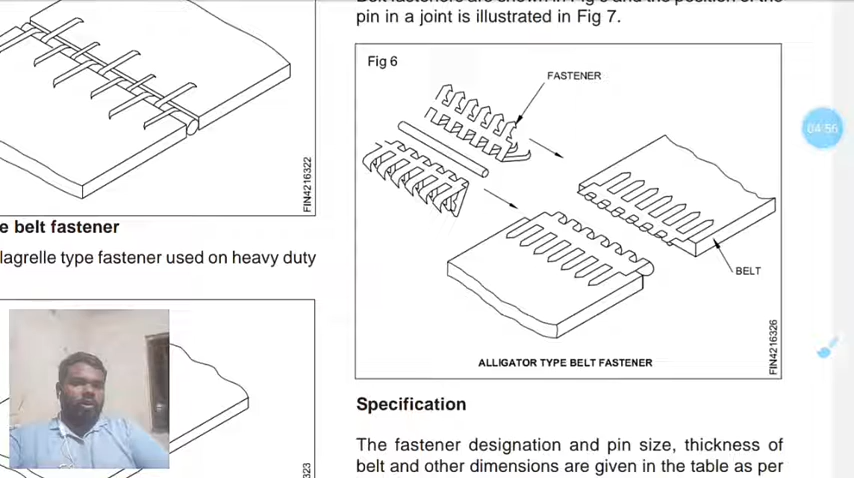 FIN4216322
e belt fastener
lagrelle type fastener used on heavy duty
323
pin in a joint is illustrated in Fig 7.
Fig 6
FASTENER
BELT
FIN4216326
ALLIGATOR TYPE BELT FASTENER
Specification
The fastener designation and pin size, thickness of
belt and other dimensions are given in the table as per
04:56